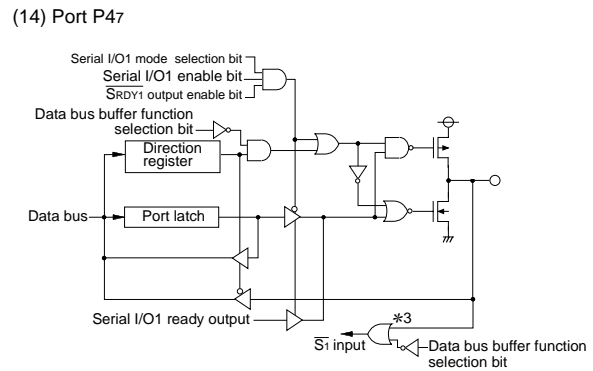 (14) Port P47
Serial I/O1 mode selection bit
Serial I/O1 enable bit
SRDY1 output enable bit
Data bus buffer function
selection bit
Direction
register
Data bus
Port latch
Serial I/O1 ready output
*3
S1 input
Data bus buffer function
selection bit